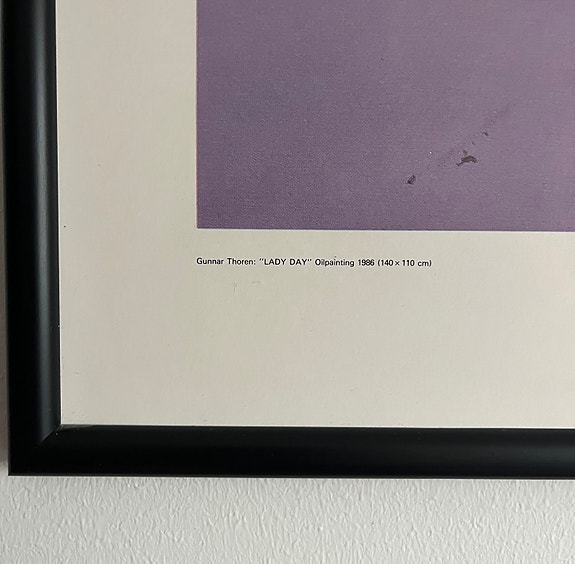 Gunnar Thoren: "LADY DAY" Oilpainting 1986 (140 × 110 cm)